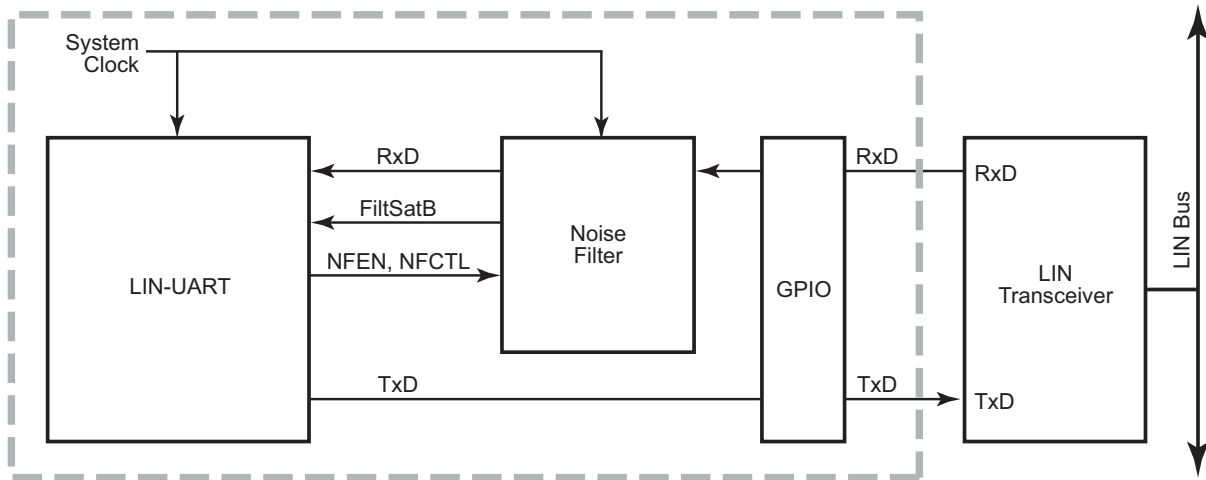 System
Clock
RxD
RxD
RxD
FiltSatB
Noise
Filter
LIN Bus
NFEN, NFCTL
LIN-UART
GPIO
LIN
Transceiver
TxD
TxD
TxD